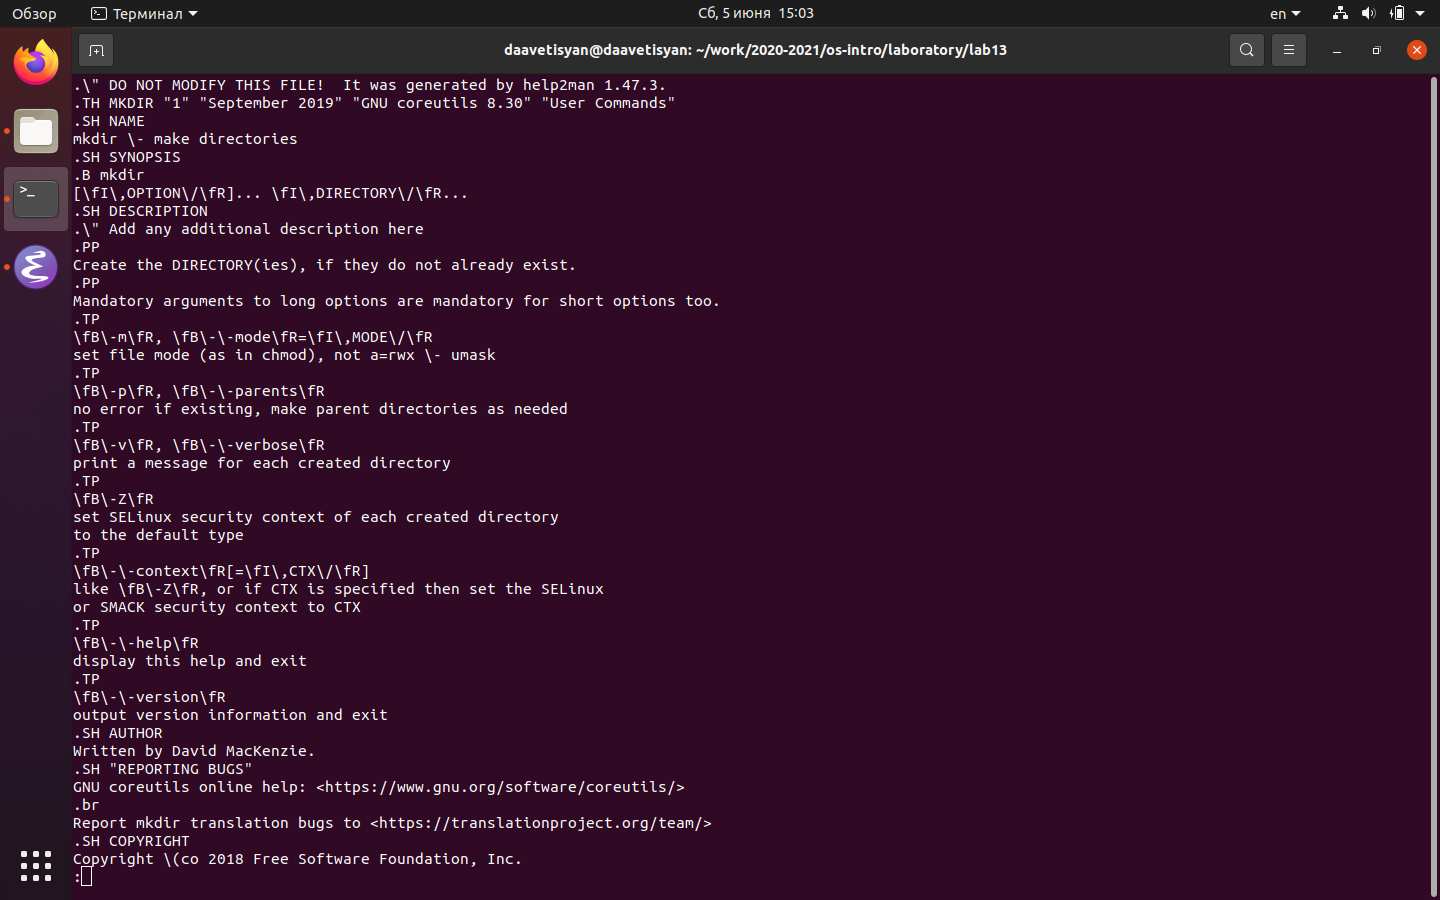 Обзор
Терминал
Сб, 5 июня 15:03
en
daavetisyan@daavetisyan: ~/work/2020-2021/os-intro/laboratory/lab13
.\" DO NOT MODIFY THIS FILE!  It was generated by help2man 1.47.3.
.TH MKDIR "1" "September 2019" "GNU coreutils 8.30" "User Commands"
.SH NAME
mkdir \- make directories
.SH SYNOPSIS
.B mkdir
[\fI\,OPTION\/\fR]... \fI\,DIRECTORY\/\fR...
.SH DESCRIPTION
.\" Add any additional description here
.PP
Create the DIRECTORY(ies), if they do not already exist.
.PP
Mandatory arguments to long options are mandatory for short options too.
.TP
\fB\-m\fR, \fB\-\-mode\fR=\fI\,MODE\/\fR
set file mode (as in chmod), not a=rwx \- umask
.TP
\fB\-p\fR, \fB\-\-parents\fR
no error if existing, make parent directories as needed
.TP
\fB\-v\fR, \fB\-\-verbose\fR
print a message for each created directory
.TP
\fB\-Z\fR
set SELinux security context of each created directory
to the default type
.TP
\fB\-\-context\fR[=\fI\,CTX\/\fR]
like \fB\-Z\fR, or if CTX is specified then set the SELinux
or SMACK security context to CTX
.TP
\fB\-\-help\fR
display this help and exit
.TP
\fB\-\-version\fR
output version information and exit
.SH AUTHOR
Written by David MacKenzie.
.SH "REPORTING BUGS"
GNU coreutils online help: <https://www.gnu.org/software/coreutils/>
.br
Report mkdir translation bugs to <https://translationproject.org/team/>
.SH COPYRIGHT
Copyright \(co 2018 Free Software Foundation, Inc.
: